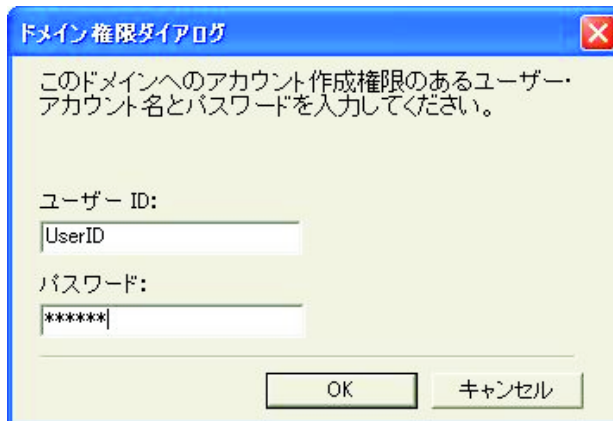 ドメイン権限ダイアログ
このドメインへのアカウント作成権限のあるユーザー・
アカウント名とパスワードを入力してください。
ユーザー ID:
UserID
パスワード:
******
OK
キャンセル